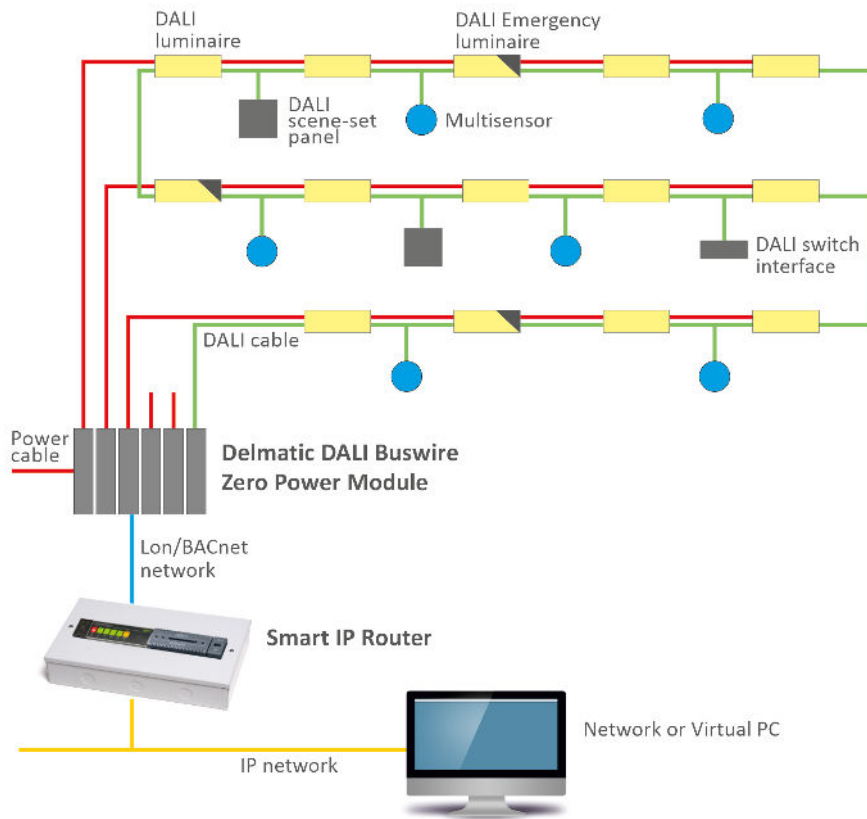 DALI
luminaire
DALI Emergency
luminaire
DALI
scene-set
panel
Multisensor
DALI switch
interface
DALI cable
Power
cable
Delmatic DALI Buswire
Zero Power Module
Lon/BACnet
network
Smart IP Router
Network or Virtual PC
IP network